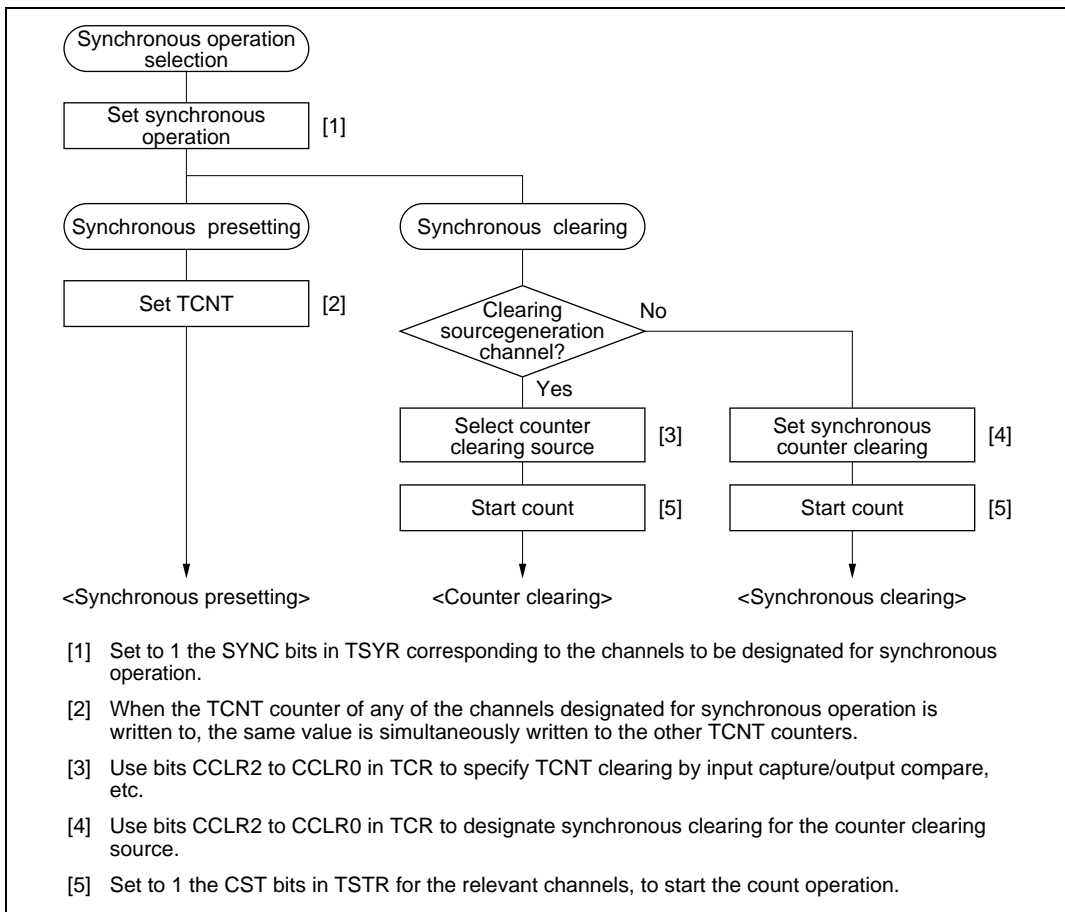 Synchronous operation
selection
Set synchronous
operation
[1]
Synchronous presetting
Synchronous clearing
Set TCNT
[2]
Clearing
sourcegeneration
channel?
No
Yes
Select counter
clearing source
[3]
Set synchronous
counter clearing
[4]
Start count
[5]
Start count
[5]
<Synchronous presetting>
<Counter clearing>
<Synchronous clearing>
[1] Set to 1 the SYNC bits in TSYR corresponding to the channels to be designated for synchronous
operation.
[2] When the TCNT counter of any of the channels designated for synchronous operation is
written to, the same value is simultaneously written to the other TCNT counters.
[3] Use bits CCLR2 to CCLR0 in TCR to specify TCNT clearing by input capture/output compare,
etc.
[4] Use bits CCLR2 to CCLR0 in TCR to designate synchronous clearing for the counter clearing
source.
[5] Set to 1 the CST bits in TSTR for the relevant channels, to start the count operation.